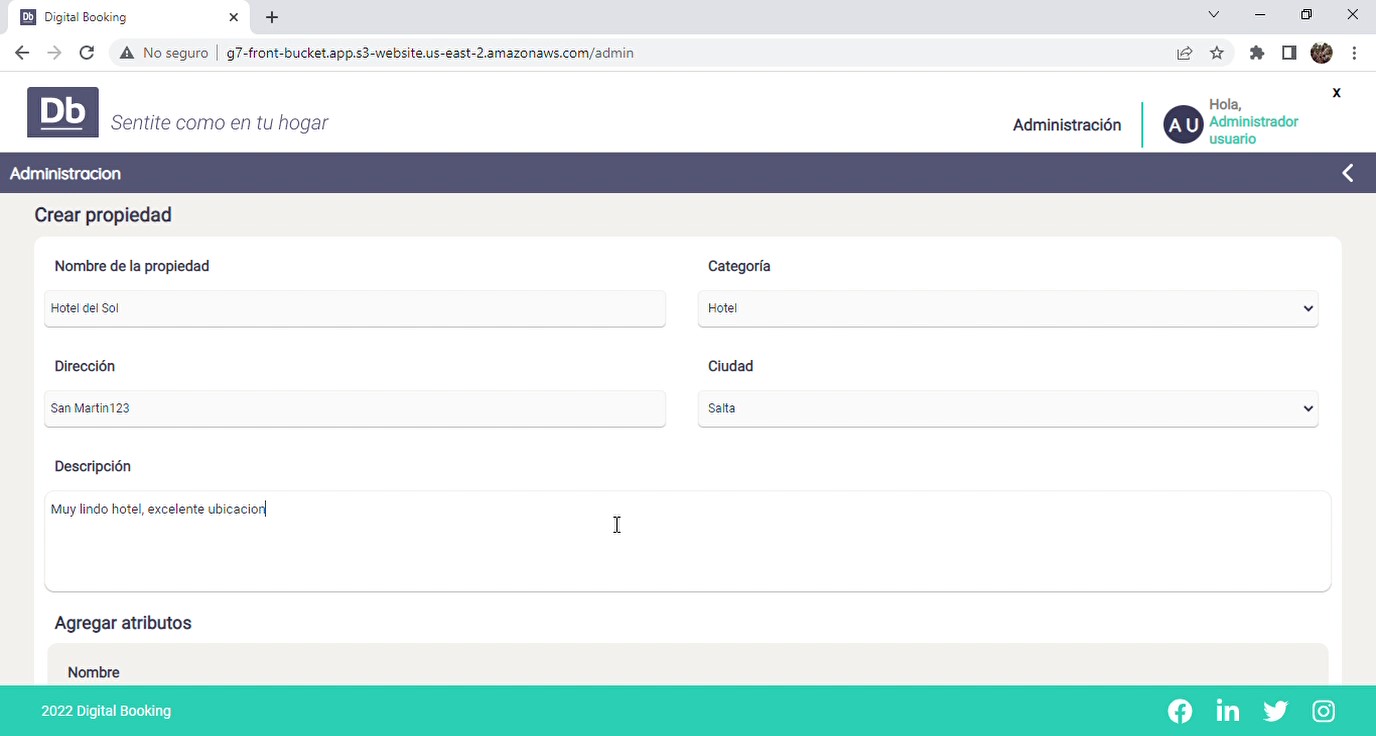 Db Digital Booking
No seguro g7-front-bucket.app.s3-website.us-east-2.amazonaws.com/admin
x
Db Sentite como en tu hogar
Administración
AU
Hola,
Administrador
usuario
Administracion
Crear propiedad
Nombre de la propiedad
Categoría
Hotel del Sol
Hotel
Dirección
Ciudad
San Martin123
Salta
Descripción
Muy lindo hotel, excelente ubicacion
Agregar atributos
Nombre
2022 Digital Booking